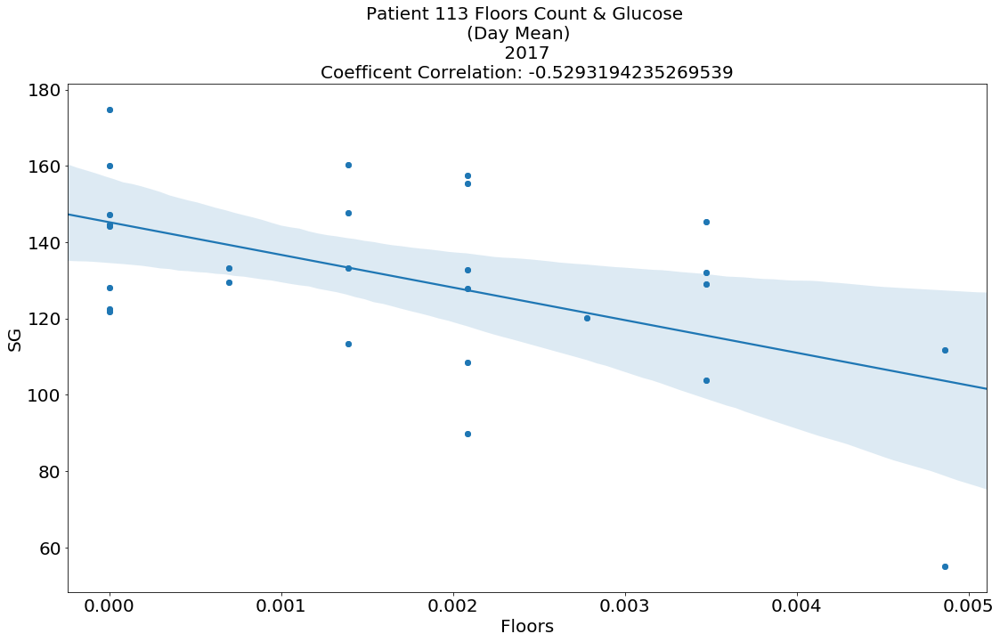 Patient 113 Floors Count & Glucose
(Day Mean)
2017
Coefficent Correlation: -0.5293194235269539
180
160
140
120
100
80
60
SG
0.000 0.001 0.002 0.003 0.004 0.005
Floors